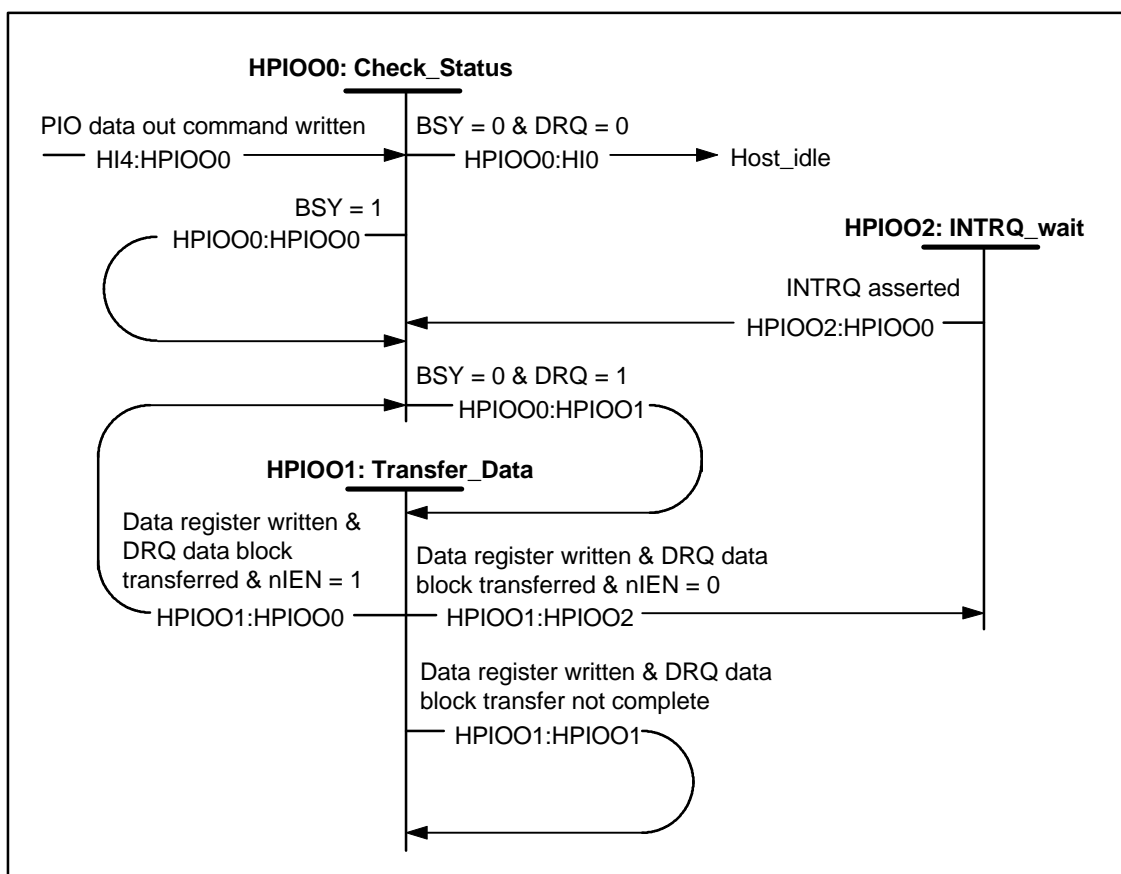 HPIOO0: Check_Status
PIO data out command written
BSY = 0 & DRQ = 0
HI4:HPIOO0
HPIOO0:HI0
Host_idle
BSY = 1
HPIOO0:HPIOO0
HPIOO2: INTRQ_wait
INTRQ asserted
HPIOO2:HPIOO0
BSY = 0 & DRQ = 1
HPIOO0:HPIOO1
HPIOO1: Transfer_Data
Data register written &
DRQ data block
transferred & nIEN = 1
HPIOO1:HPIOO0
Data register written & DRQ data
block transferred & nIEN = 0
HPIOO1:HPIOO2
Data register written & DRQ data
block transfer not complete
HPIOO1:HPIOO1